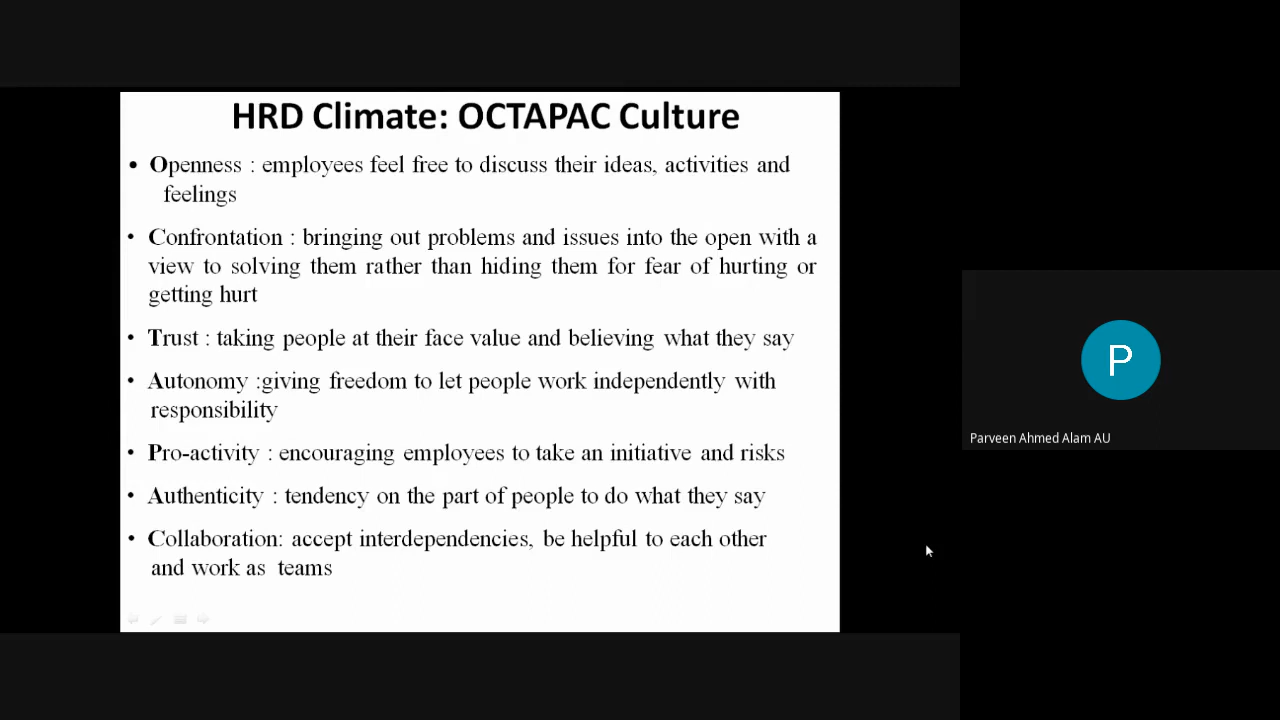 HRD Climate: OCTAPAC Culture
• Openness : employees feel free to discuss their ideas, activities and
feelings
• Confrontation : bringing out problems and issues into the open with a
view to solving them rather than hiding them for fear of hurting or
getting hurt
• Trust : taking people at their face value and believing what they say
• Autonomy :giving freedom to let people work independently with
responsibility
• Pro-activity : encouraging employees to take an initiative and risks
• Authenticity : tendency on the part of people to do what they say
• Collaboration: accept interdependencies, be helpful to each other
and work as teams
P
Parveen Ahmed Alam AU